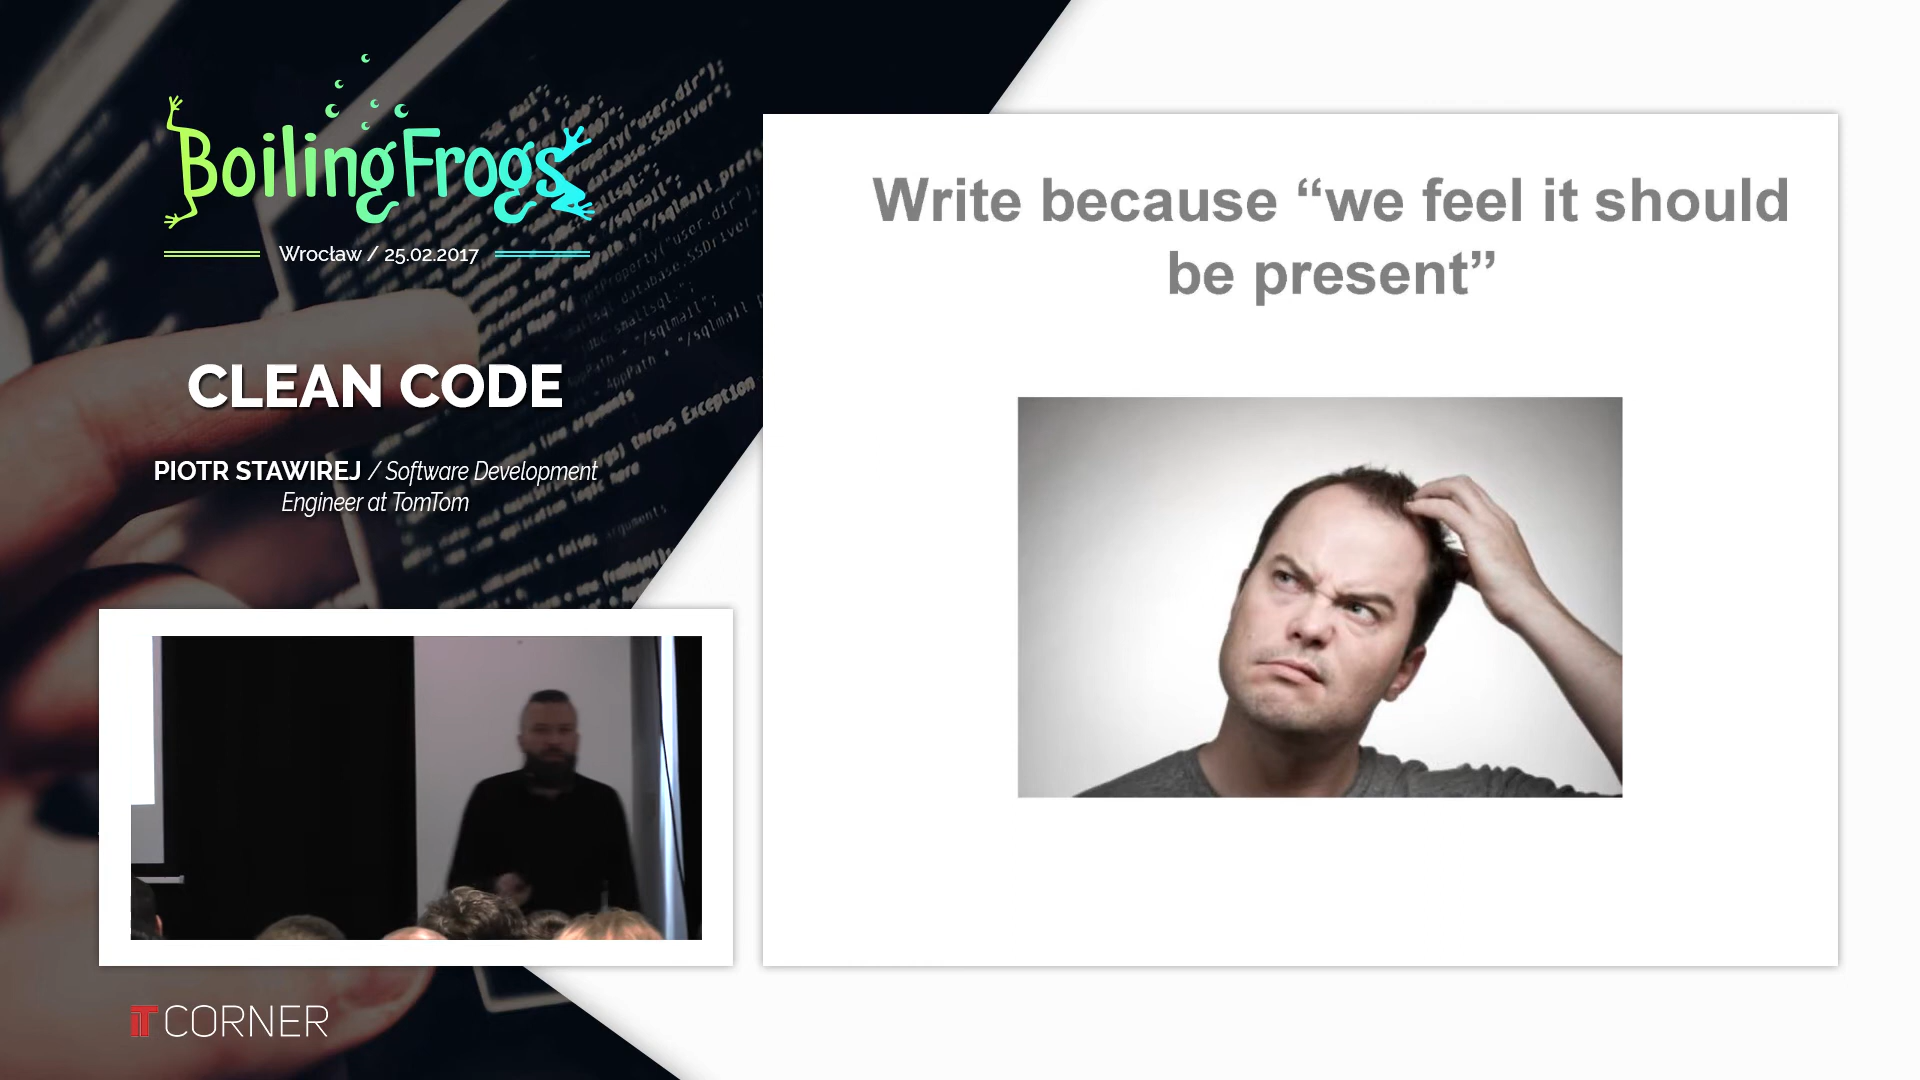 BoilingFrogs
Wrocław / 25.02.2017
CLEAN CODE
PIOTR STAWIREJ / Software Development
Engineer at TomTom
Write because “we feel it should
be present”
IT CORNER